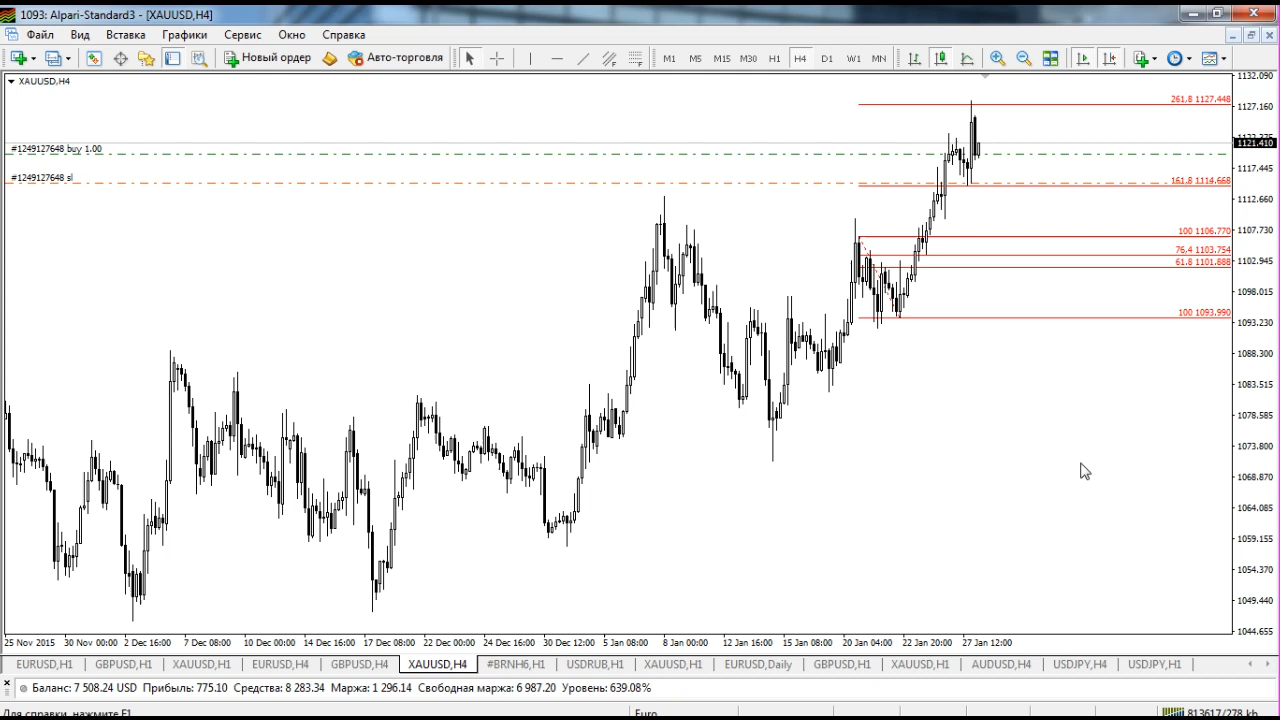 1093: Alpari-Standard3 - [XAUUSD,H4]
Файл Вид Вставка Графики Сервис Окно Справка
Новый ордер Авто-торговля M1 M5 M15 M30 H1 H4 D1 W1 MN
XAUUSD,H4
1132.090
261,8 1127.448
1127.160
1121.410
#1249127648 buy 1.00
1117.445
#1249127648 sl
161,8 1114.668
1112.660
100 1106.770
1107.730
76,4 1103.754
61.8 1101.888
1102.945
1098.015
100 1093.990
1093.230
1088.300
1083.515
1078.585
1073.800
1068.870
1064.085
1059.155
1054.370
1049.440
1044.655
25 Nov 2015 30 Nov 00:00 2 Dec 16:00 7 Dec 08:00 10 Dec 00:00 14 Dec 16:00 17 Dec 08:00 22 Dec 00:00 24 Dec 16:00 30 Dec 12:00 5 Jan 08:00 8 Jan 00:00 12 Jan 16:00 15 Jan 08:00 20 Jan 04:00 22 Jan 20:00 27 Jan 12:00
EURUSD,H1 GBPUSD,H1 XAUUSD,H1 EURUSD,H4 GBPUSD,H4 XAUUSD,H4 #BRNH6,H1 USDRUB,H1 XAUUSD,H1 EURUSD,Daily GBPUSD,H1 XAUUSD,H1 AUDUSD,H4 USDJPY,H4 USDJPY,H1
Баланс: 7 508.24 USD Прибыль: 775.10 Средства: 8 283.34 Маржа: 1 296.14 Свободная маржа: 6 987.20 Уровень: 639.08%
Для справки, нажмите F1 Euro 813617/278 kb